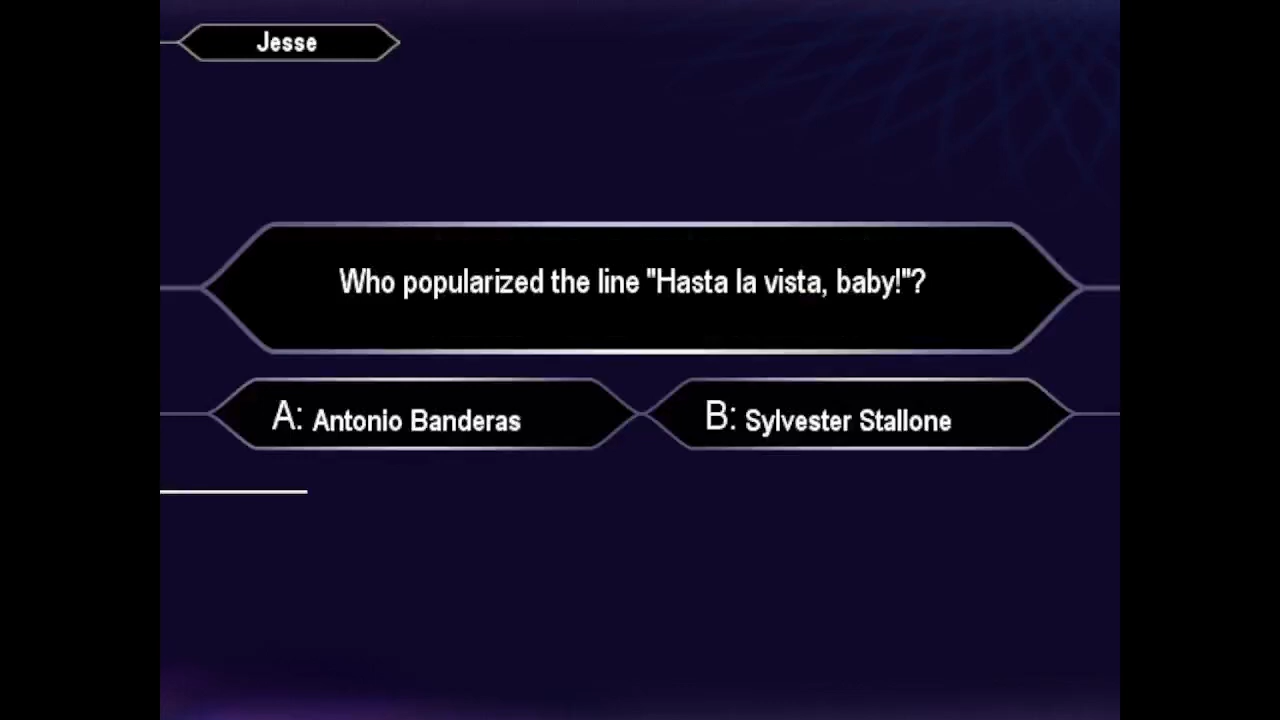 Jesse
Who popularized the line "Hasta la vista, baby!"?
A: Antonio Banderas
B: Sylvester Stallone